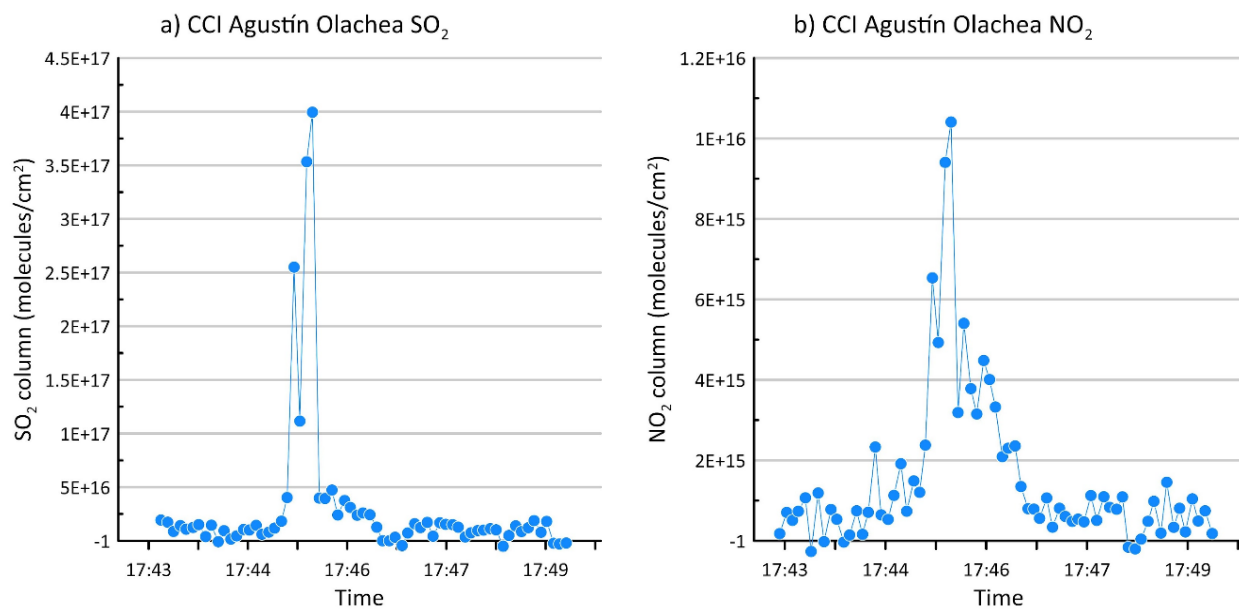 a) CCI Agustín Olachea SO₂
4.5E+17
4E+17
3.5E+17
3E+17
2.5E+17
2E+17
1.5E+17
1E+17
5E+16
-1
SO₂ column (molecules/cm²)
17:43
17:44
17:46
17:47
17:49
Time
b) CCI Agustín Olachea NO₂
1.2E+16
1E+16
8E+15
6E+15
4E+15
2E+15
-1
NO₂ column (molecules/cm²)
17:43
17:44
17:46
17:47
17:49
Time